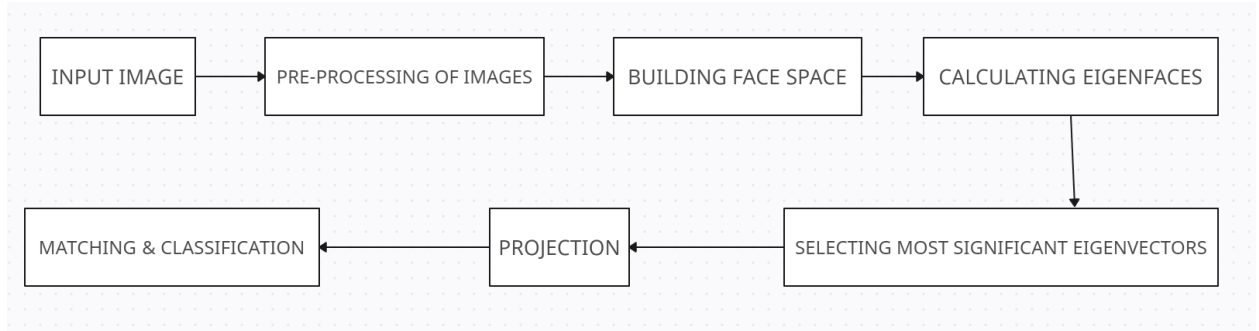 INPUT IMAGE
PRE-PROCESSING OF IMAGES
BUILDING FACE SPACE
CALCULATING EIGENFACES
SELECTING MOST SIGNIFICANT EIGENVECTORS
PROJECTION
MATCHING & CLASSIFICATION